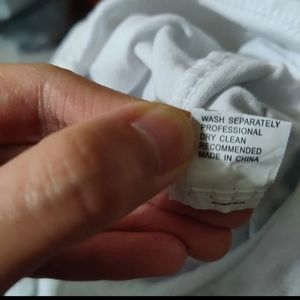 WASH SEPARATELY
PROFESSIONAL
DRY CLEAN
RECOMMENDED
MADE IN CHINA